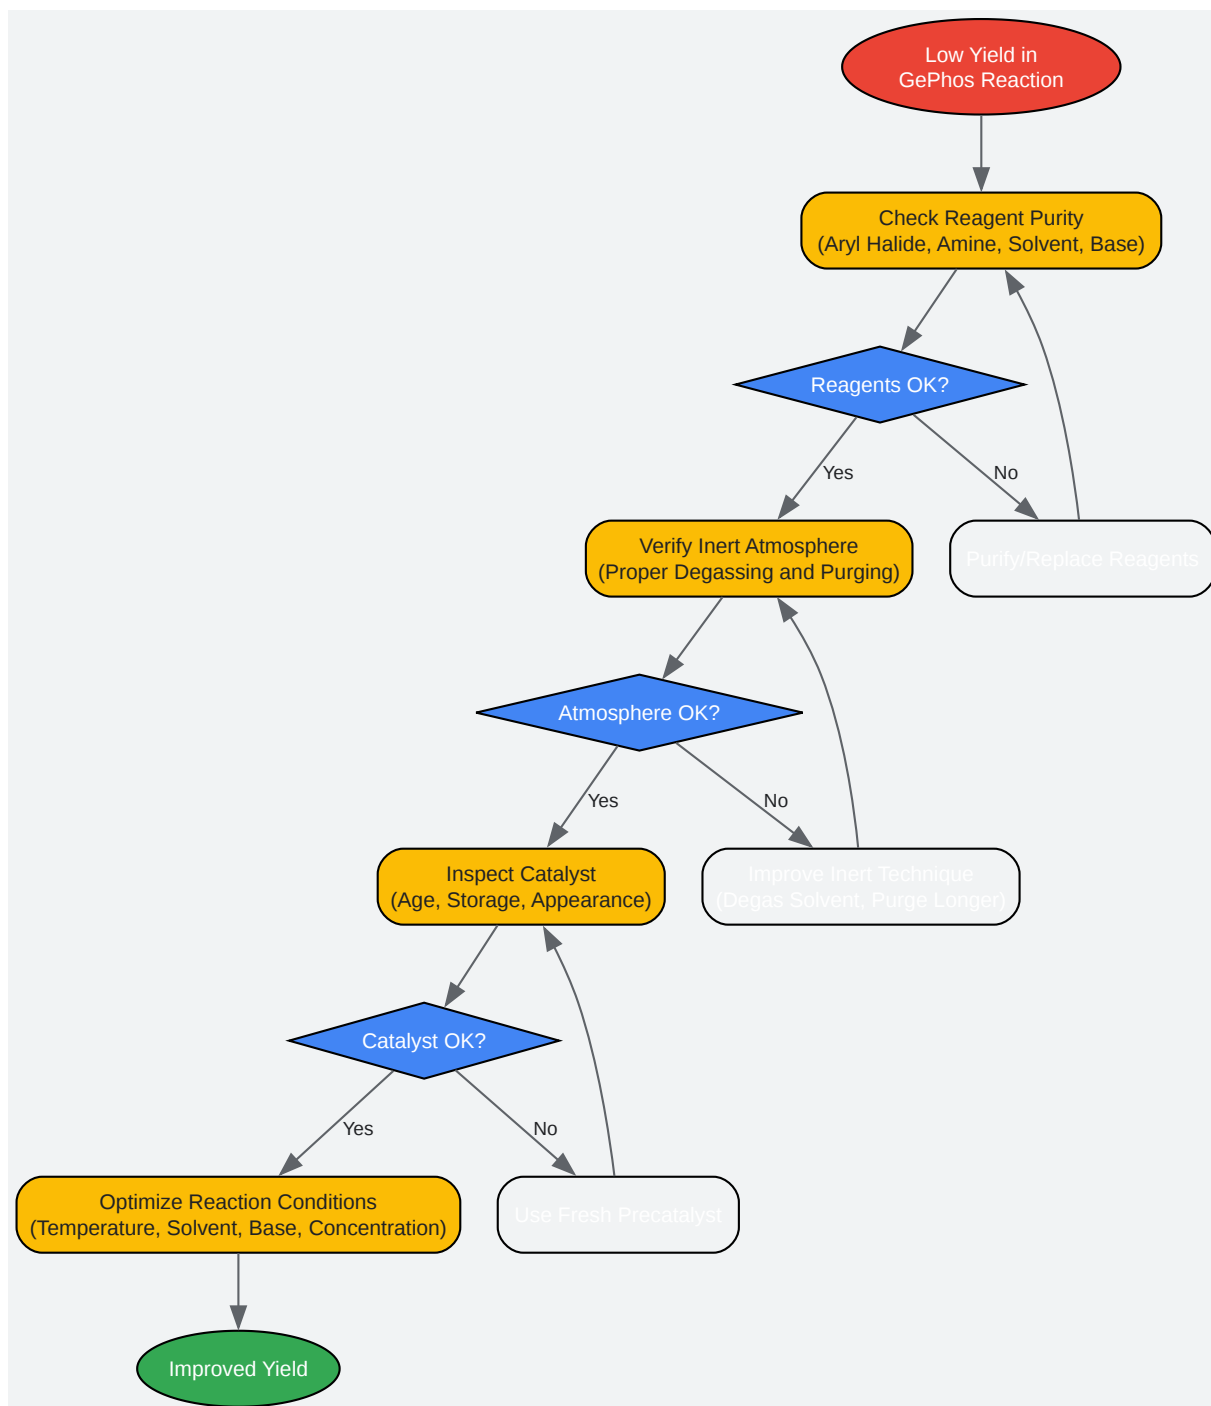 Low Yield in
GePhos Reaction
Check Reagent Purity
(Aryl Halide, Amine, Solvent, Base)
Reagents OK?
Yes
No
Verify Inert Atmosphere
(Proper Degassing and Purging)
Purify/Replace Reagents
Atmosphere OK?
Yes
No
Inspect Catalyst
(Age, Storage, Appearance)
Improve Inert Technique
(Degas Solvent, Purge Longer)
Catalyst OK?
Yes
No
Optimize Reaction Conditions
(Temperature, Solvent, Base, Concentration)
Use Fresh Precatalyst
Improved Yield